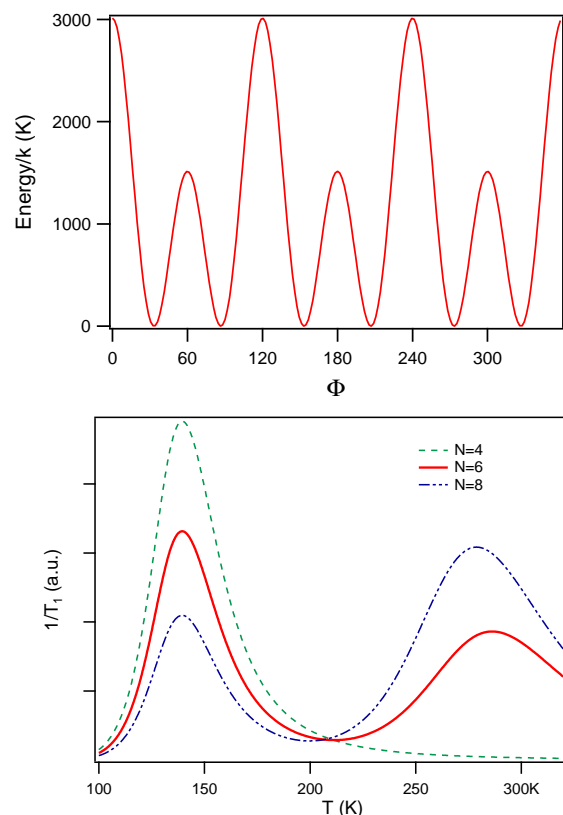 3000
2000
1000
0
Energy/k (K)
0 60 120 180 240 300
Φ
N=4
N=6
N=8
1/T1 (a.u.)
100 150 200 250 300K
T (K)